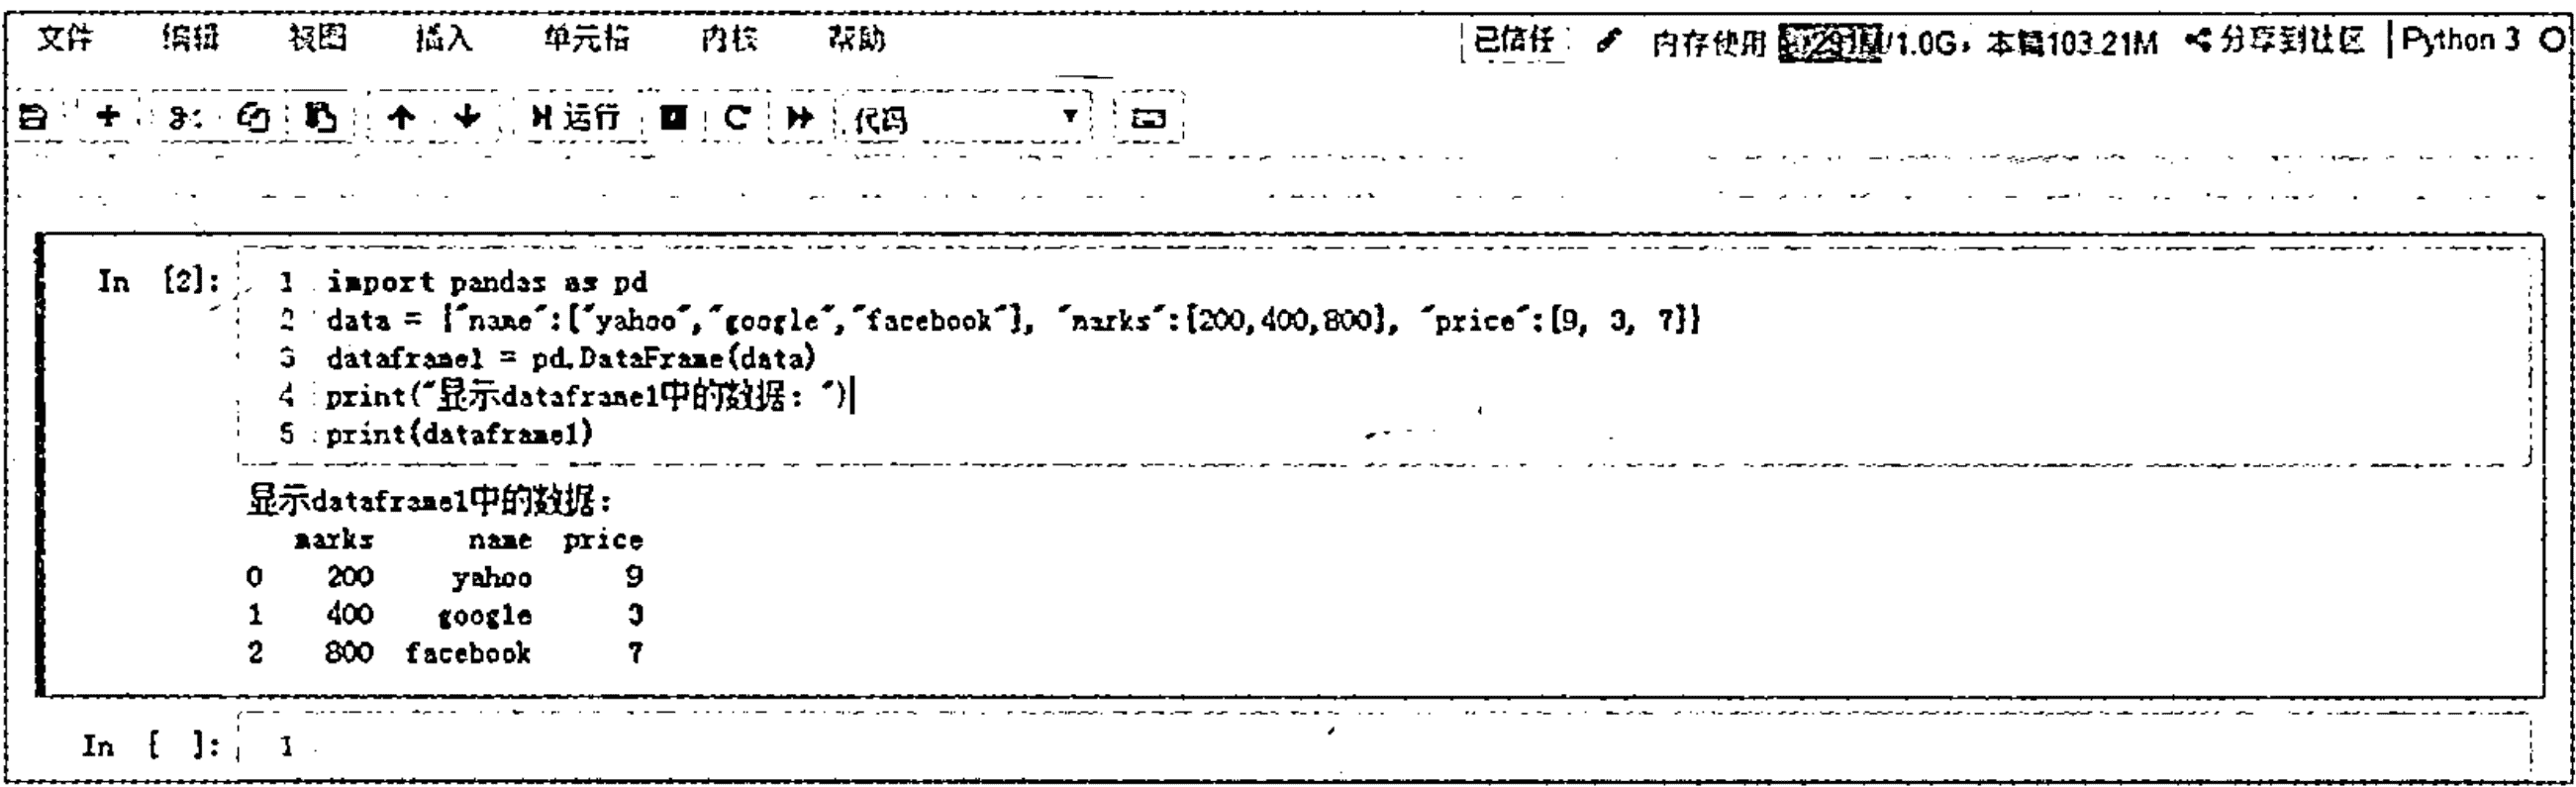 文件 编辑 视图 插入 单元格 内核 帮助 已信任 内存使用 /1.0G，本篇103.21M 分享到社区 | Python 3
运行 代码
In [2]:
1 import pandas as pd
2 data = {"name":["yahoo","google","facebook"], "marks":[200,400,800], "price":[9, 3, 7]}
3 dataframe1 = pd.DataFrame(data)
4 print("显示dataframe1中的数据：")
5 print(dataframe1)
显示dataframe1中的数据：
marks name price
0 200 yahoo 9
1 400 google 3
2 800 facebook 7
In [ ]: 1